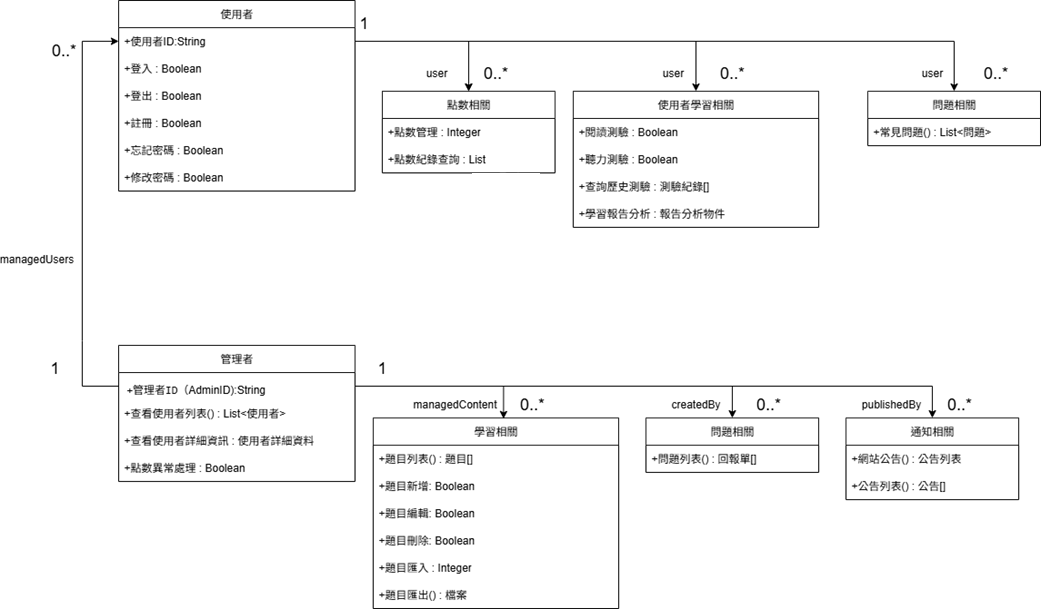 使用者
+使用者ID:String
+登入 : Boolean
+登出 : Boolean
+註冊 : Boolean
+忘記密碼 : Boolean
+修改密碼 : Boolean
1
0..*
user
0..*
user
0..*
user
0..*
點數相關
+點數管理 : Integer
+點數紀錄查詢 : List
使用者學習相關
+閱讀測驗 : Boolean
+聽力測驗 : Boolean
+查詢歷史測驗 : 測驗紀錄[]
+學習報告分析 : 報告分析物件
問題相關
+常見問題() : List<問題>
managedUsers
1
管理者
+管理者ID（AdminID):String
+查看使用者列表() : List<使用者>
+查看使用者詳細資訊 : 使用者詳細資料
+點數異常處理 : Boolean
1
managedContent
0..*
createdBy
0..*
publishedBy
0..*
學習相關
+題目列表() : 題目[]
+題目新增: Boolean
+題目編輯: Boolean
+題目刪除: Boolean
+題目匯入 : Integer
+題目匯出() : 檔案
問題相關
+問題列表() : 回報單[]
通知相關
+網站公告() : 公告列表
+公告列表() : 公告[]